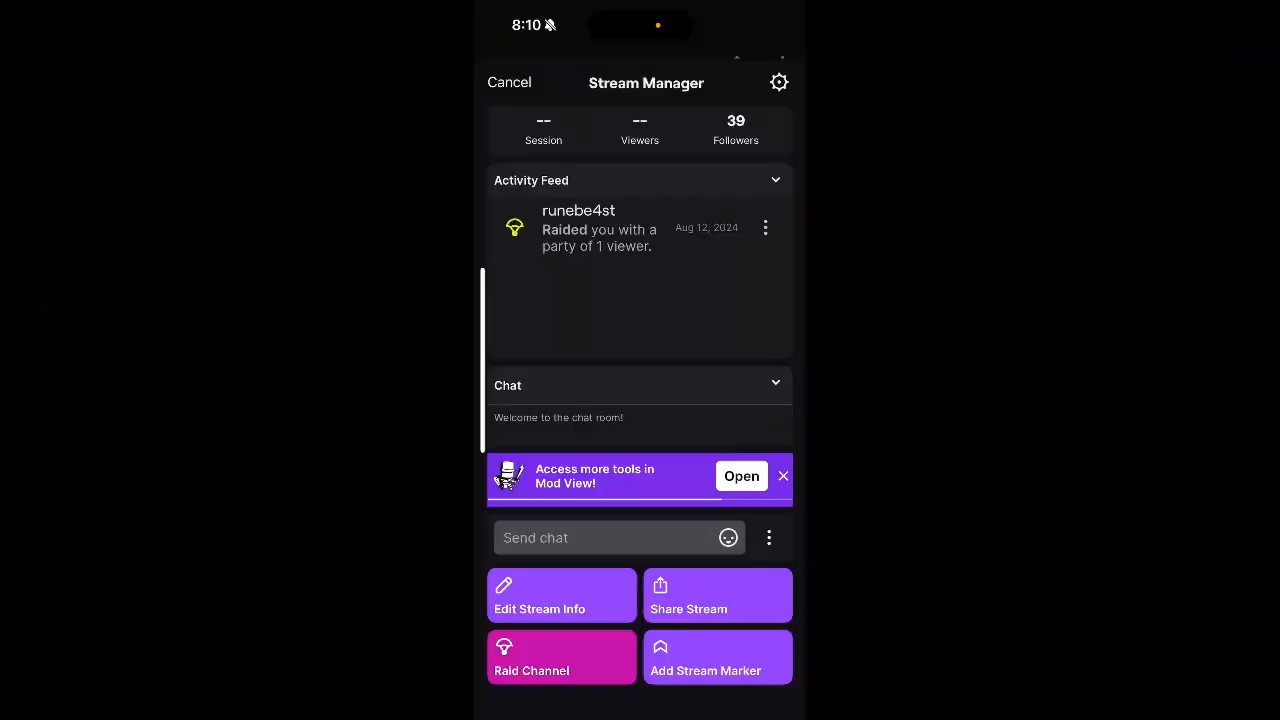 8:10
Cancel
Stream Manager
--
Session
--
Viewers
39
Followers
Activity Feed
runebe4st
Raided you with a
party of 1 viewer.
Aug 12, 2024
Chat
Welcome to the chat room!
Access more tools in
Mod View!
Open
Send chat
Edit Stream Info
Share Stream
Raid Channel
Add Stream Marker